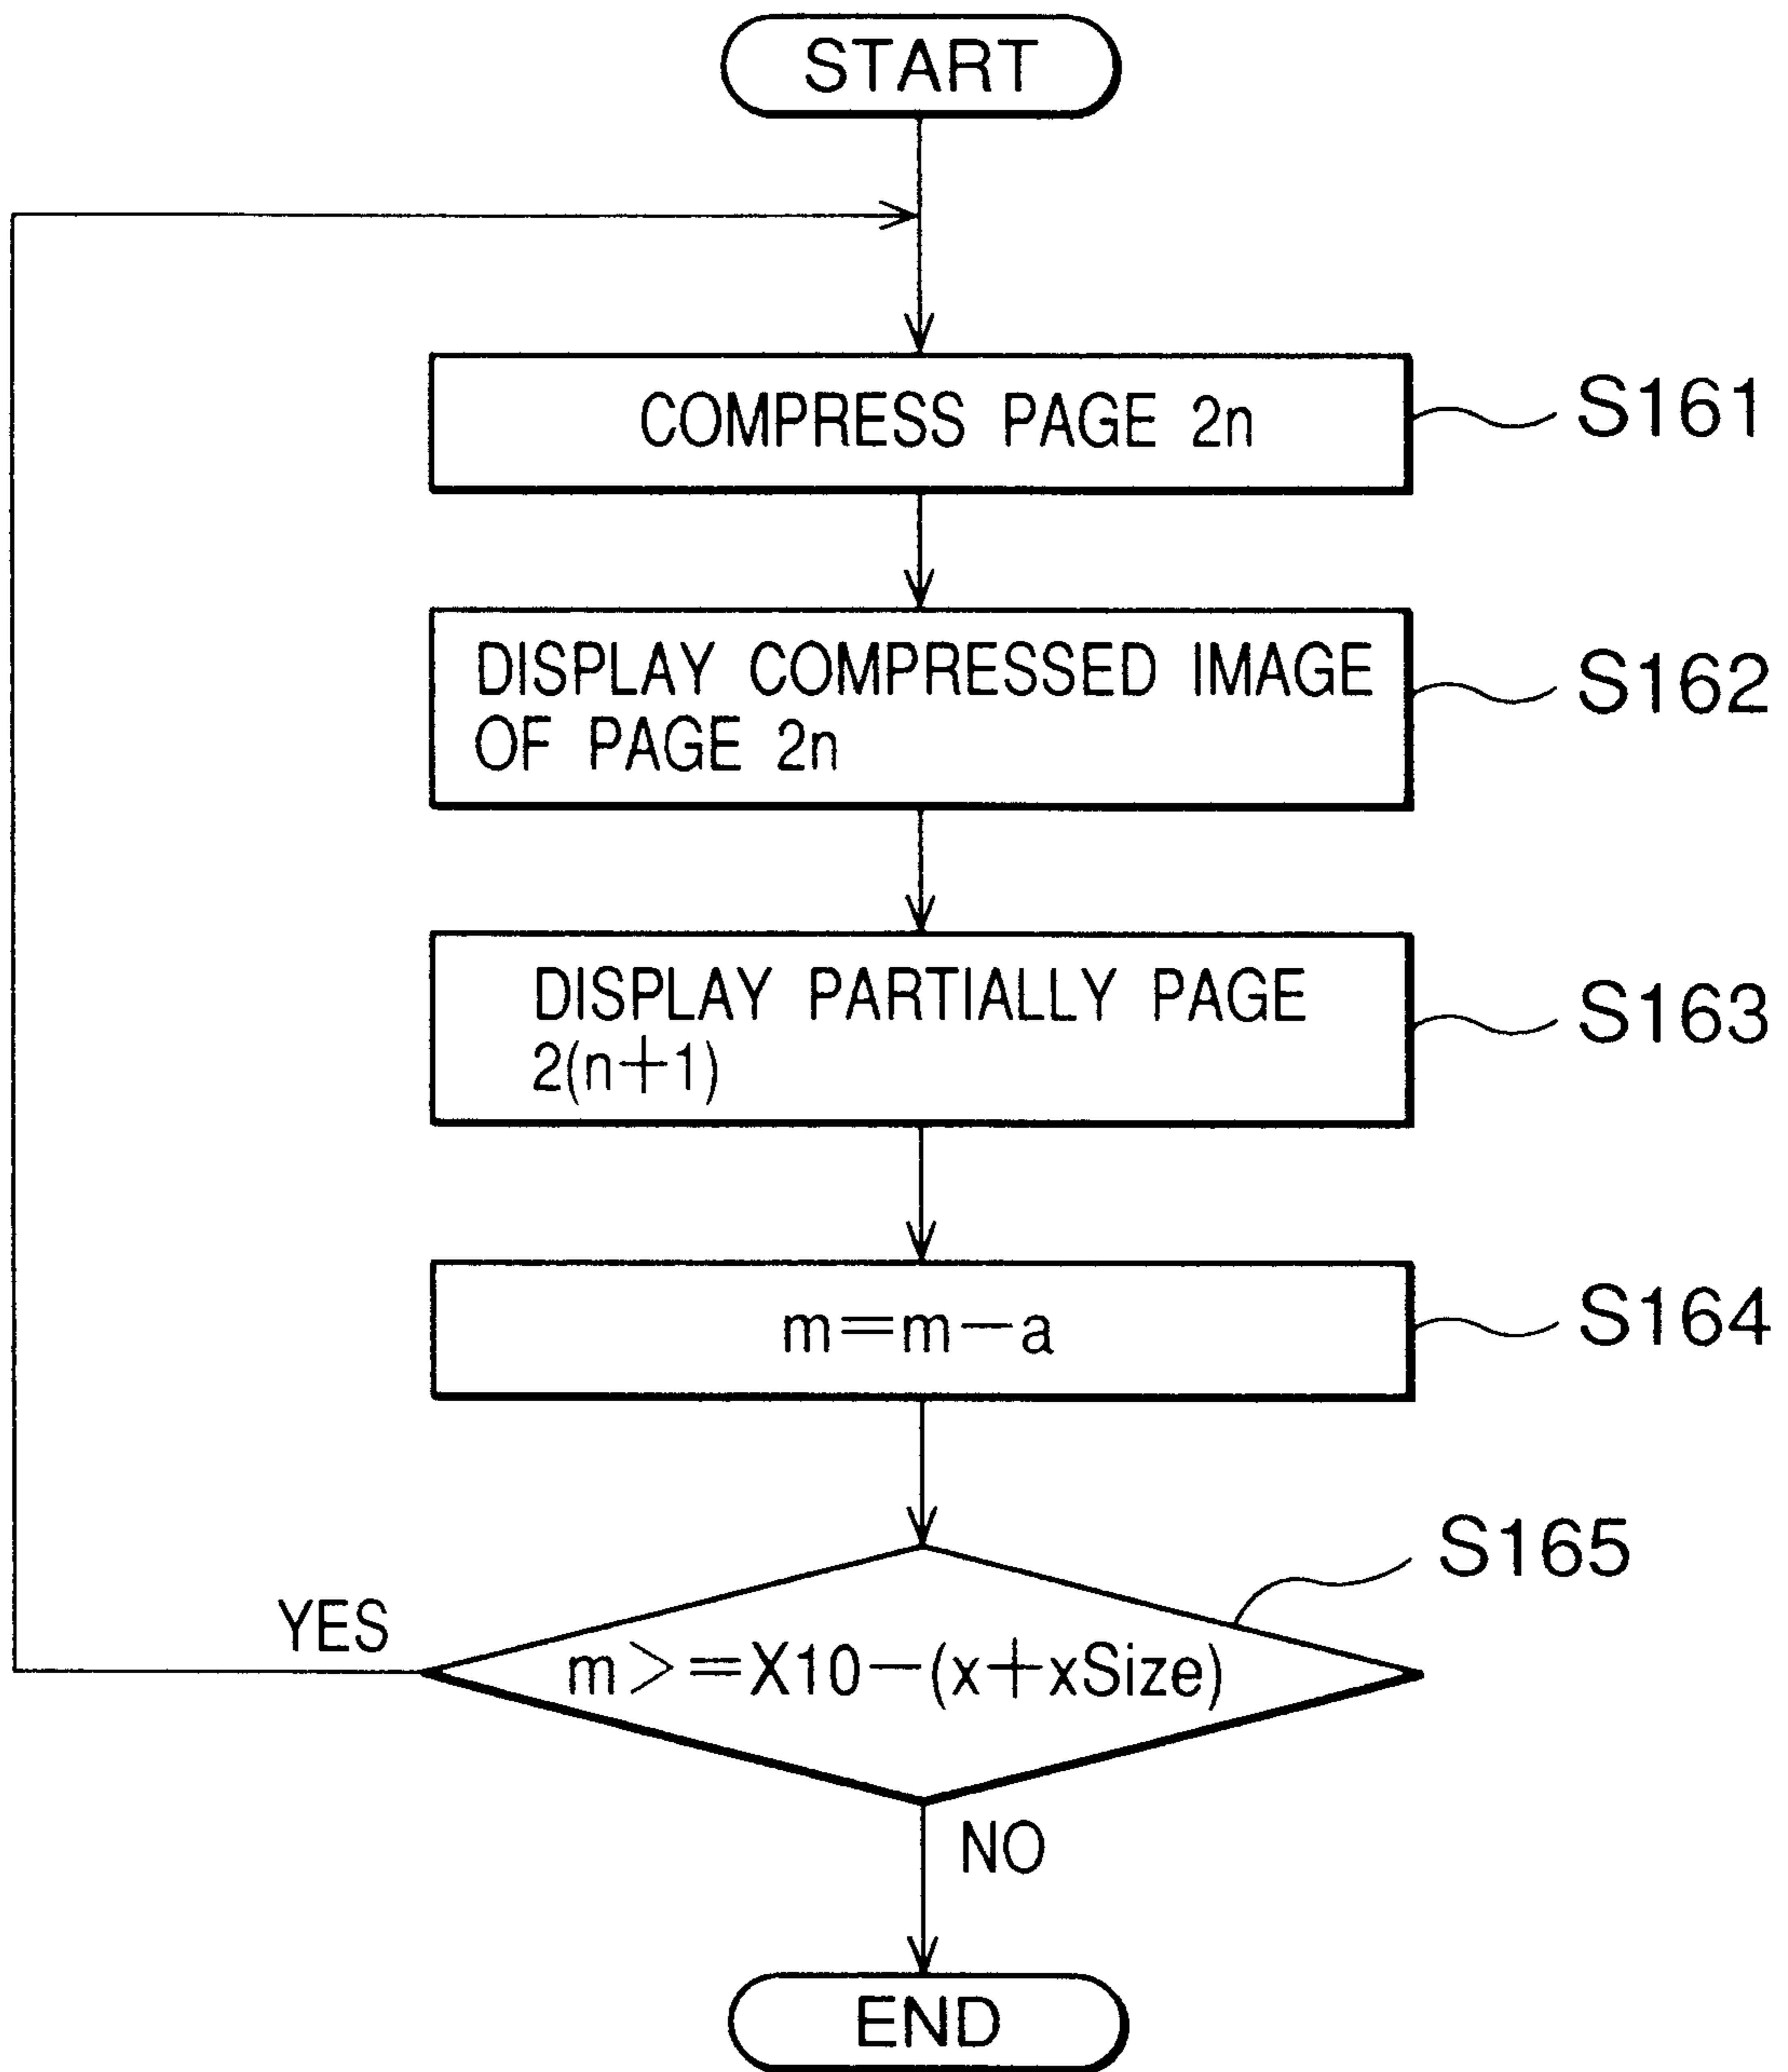 START
COMPRESS PAGE 2n
S161
DISPLAY COMPRESSED IMAGE
OF PAGE 2n
S162
DISPLAY PARTIALLY PAGE
2(n+1)
S163
m=m-a
S164
S165
YES
m>=X10-(x+xSize)
NO
END